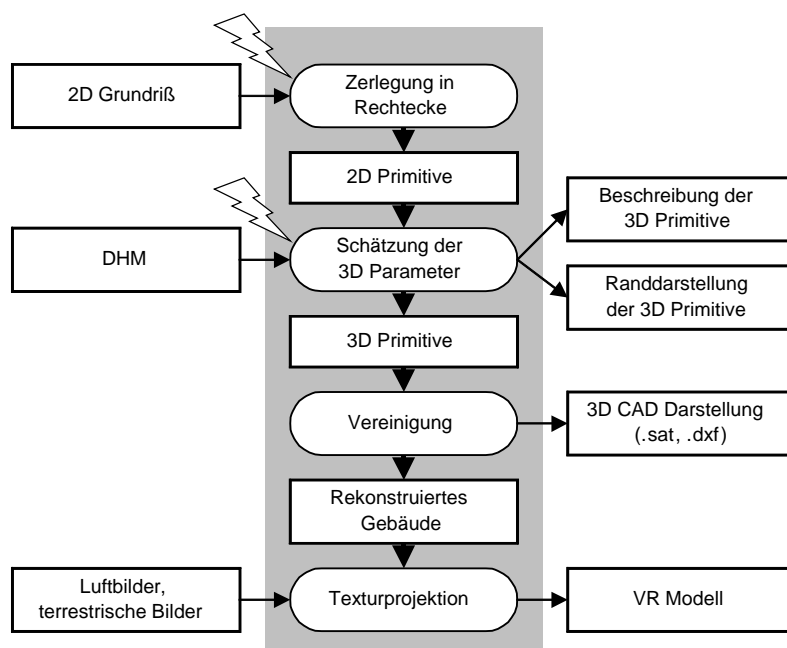 2D Grundriß
Zerlegung in
Rechtecke
2D Primitive
DHM
Schätzung der
3D Parameter
Beschreibung der
3D Primitive
Randdarstellung
der 3D Primitive
3D Primitive
Vereinigung
3D CAD Darstellung
(.sat, .dxf)
Rekonstruiertes
Gebäude
Luftbilder,
terrestrische Bilder
Texturprojektion
VR Modell